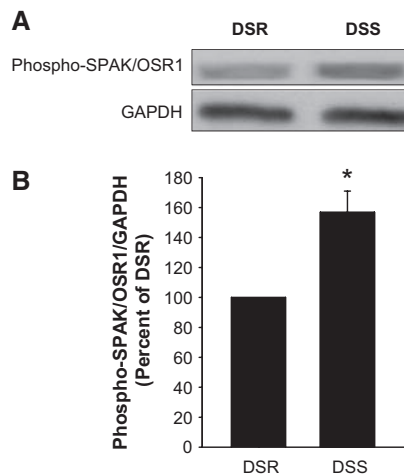 A
DSR DSS
Phospho-SPAK/OSR1
GAPDH
B
Phospho-SPAK/OSR1/GAPDH
(Percent of DSR)
180
160
140
120
100
80
60
40
20
0
*
DSR DSS